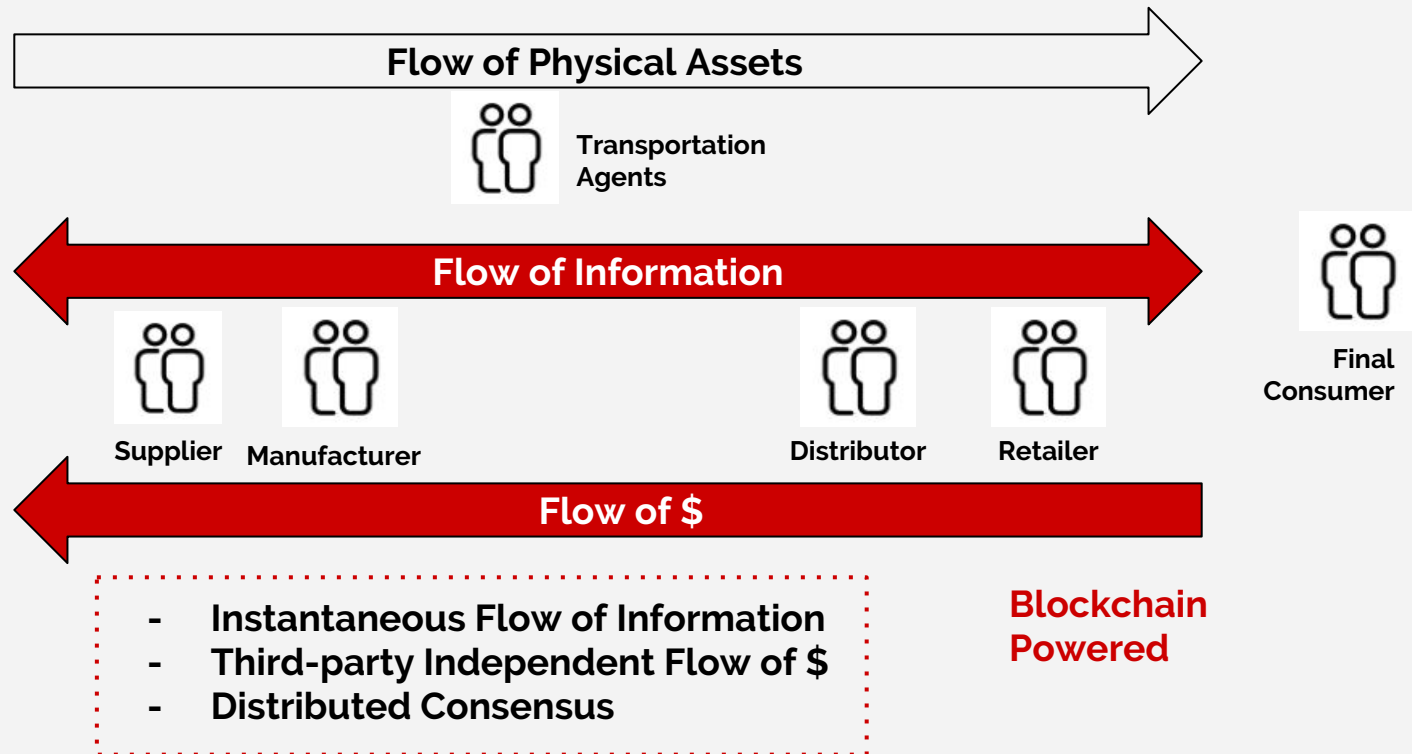 Flow of Physical Assets
Transportation
Agents
Flow of Information
Final
Consumer
Supplier
Manufacturer
Distributor
Retailer
Flow of $
- Instantaneous Flow of Information
- Third-party Independent Flow of $
- Distributed Consensus
Blockchain
Powered